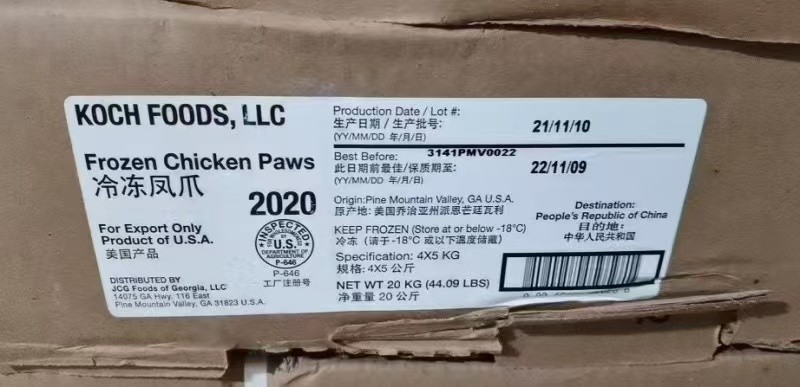 KOCH FOODS, LLC
Frozen Chicken Paws
冷冻凤爪
2020
For Export Only
Product of U.S.A.
美国产品
INSPECTED
U.S.
DEPARTMENT OF
AGRICULTURE
P-646
P-646
工厂注册号
DISTRIBUTED BY
JCG Foods of Georgia, LLC
14075 GA Hwy. 116 East
Pine Mountain Valley, GA 31823 U.S.A.
Production Date / Lot #:
生产日期 / 生产批号:
(YY/MM/DD 年/月/日)
21/11/10
Best Before:
3141PMV0022
此日期前最佳/保质期至:
(YY/MM/DD 年/月/日)
22/11/09
Origin:Pine Mountain Valley, GA U.S.A.
原产地: 美国乔治亚州派恩芒廷瓦利
KEEP FROZEN (Store at or below -18°C)
冷冻 (请于-18°C 或以下温度储藏)
Specification: 4X5 KG
规格: 4X5 公斤
NET WT 20 KG (44.09 LBS)
净重量 20 公斤
Destination:
People's Republic of China
目的地:
中华人民共和国